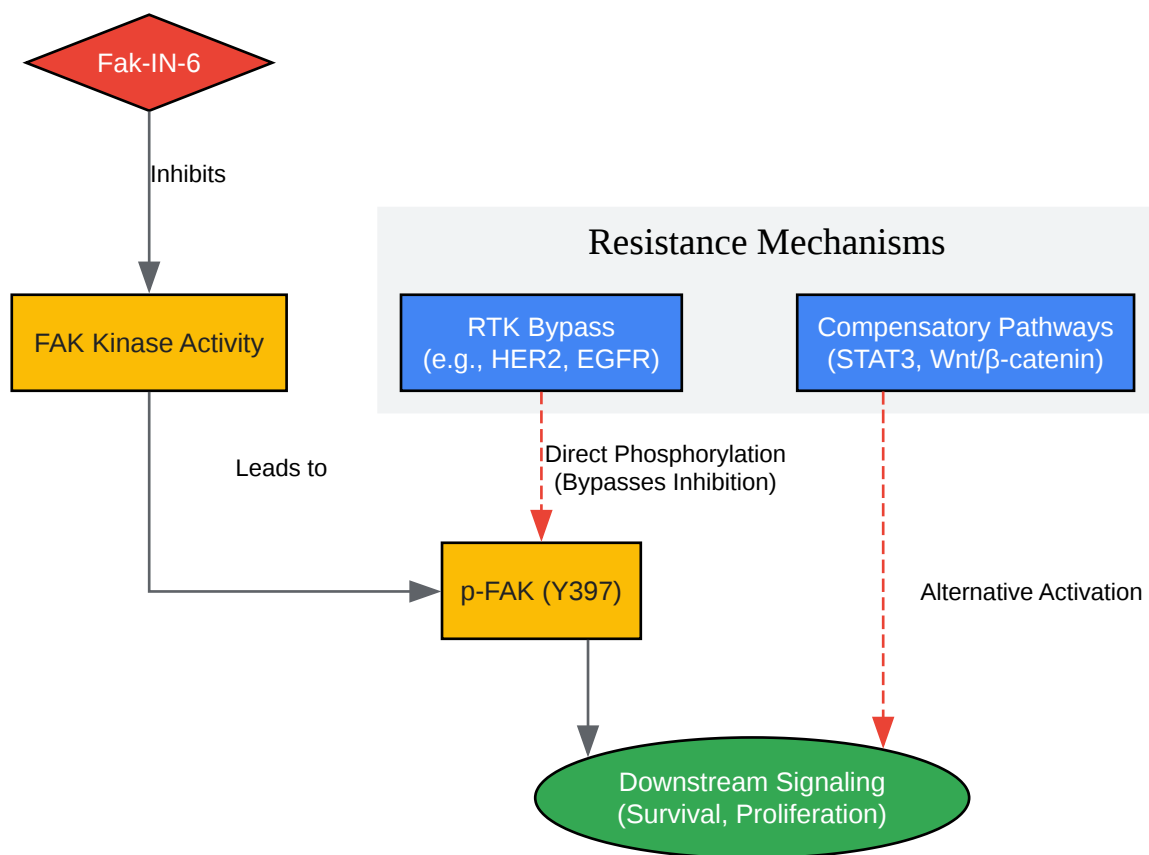 Fak-IN-6
Inhibits
Resistance Mechanisms
FAK Kinase Activity
RTK Bypass
(e.g., HER2, EGFR)
Compensatory Pathways
(STAT3, Wnt/β-catenin)
Leads to
Direct Phosphorylation
(Bypasses Inhibition)
p-FAK (Y397)
Alternative Activation
Downstream Signaling
(Survival, Proliferation)